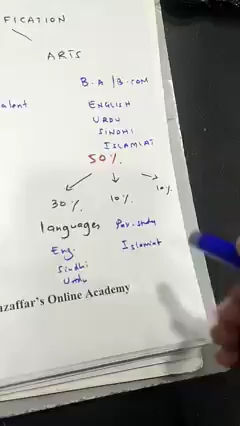 FICATION
ARTS
B.A / B.COM
alent
ENGLISH
URDU
SINDHI
ISLAMIAT
50%
30% 10% 10%
languages Pak-study
Eng. Islamiat
Sindhi
Urdu
zaffar's Online Academy